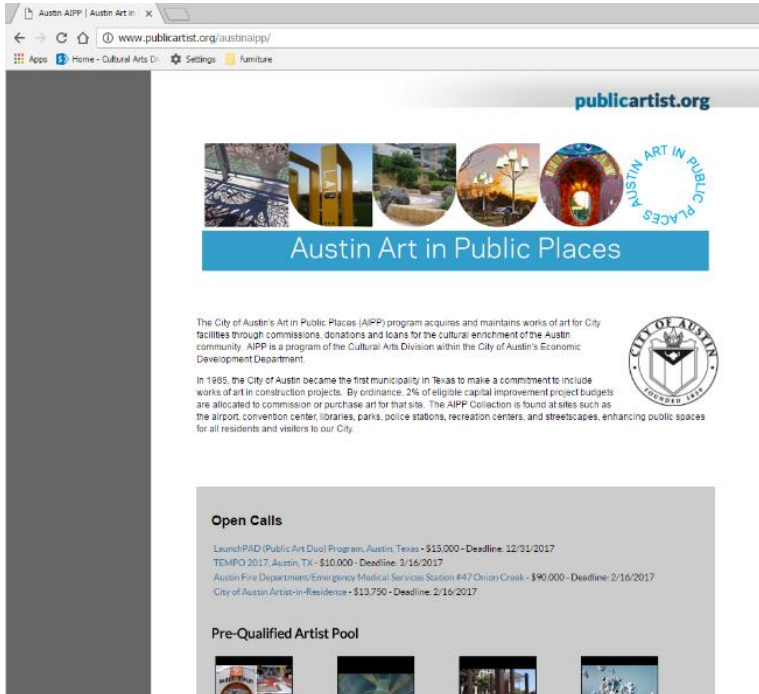 Austin AIPP | Austin Art in
www.publicartist.org/austinaipp/
Apps Home - Cultural Arts Di Settings furniture
publicartist.org
AUSTIN ART IN PUBLIC PLACES
Austin Art in Public Places
The City of Austin's Art in Public Places (AIPP) program acquires and maintains works of art for City
facilities through commissions, donations and loans for the cultural enrichment of the Austin
community. AIPP is a program of the Cultural Arts Division within the City of Austin's Economic
Development Department.
CITY OF AUSTIN
FOUNDED 1839
In 1985, the City of Austin became the first municipality in Texas to make a commitment to include
works of art in construction projects. By ordinance, 2% of eligible capital improvement project budgets
are allocated to commission or purchase art for that site. The AIPP Collection is found at sites such as
the airport, convention center, libraries, parks, police stations, recreation centers, and streetscapes, enhancing public spaces
for all residents and visitors to our City.
Open Calls
LaunchPAD (Public Art Duo) Program, Austin, Texas - $15,000 - Deadline: 12/31/2017
TEMPO 2017, Austin, TX - $10,000 - Deadline: 3/16/2017
Austin Fire Department/Emergency Medical Services Station #47 Onion Creek - $90,000 - Deadline: 2/16/2017
City of Austin Artist-in-Residence - $13,750 - Deadline: 2/16/2017
Pre-Qualified Artist Pool